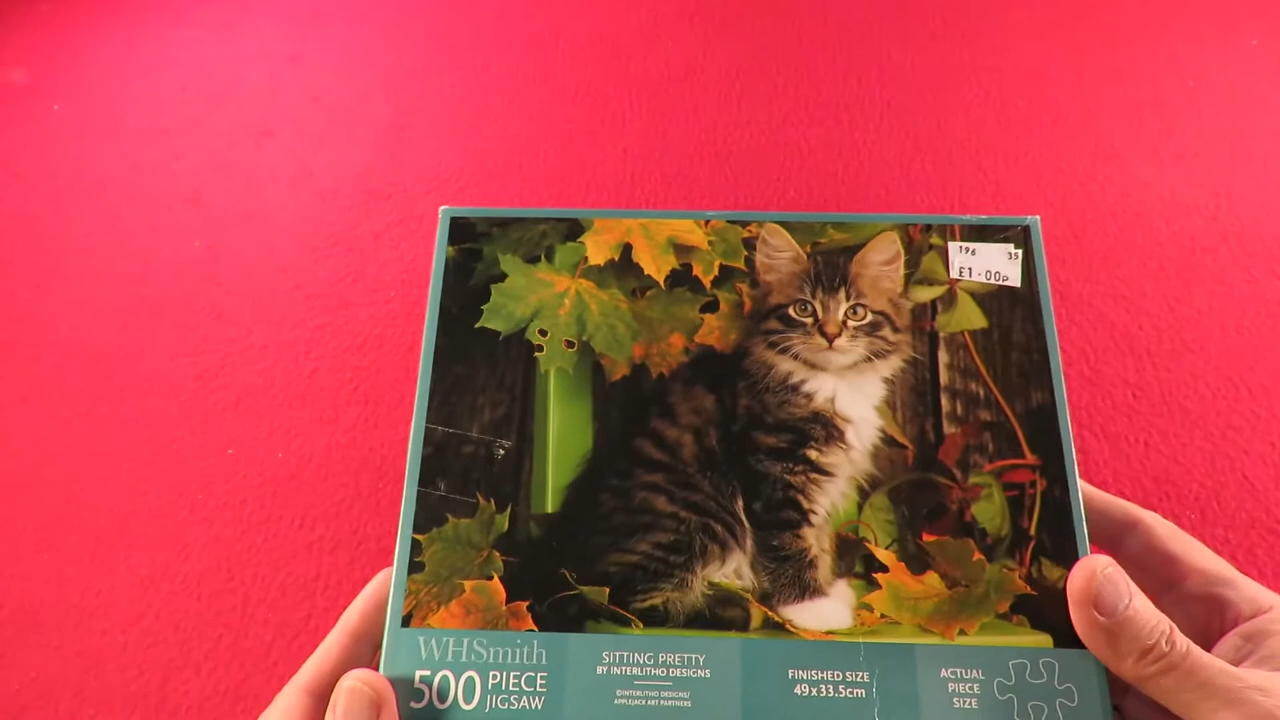 196 35
£1·00p
WHSmith
500 PIECE
JIGSAW
SITTING PRETTY
BY INTERLITHO DESIGNS
©INTERLITHO DESIGNS/
APPLEJACK ART PARTNERS
FINISHED SIZE
49x33.5cm
ACTUAL
PIECE
SIZE